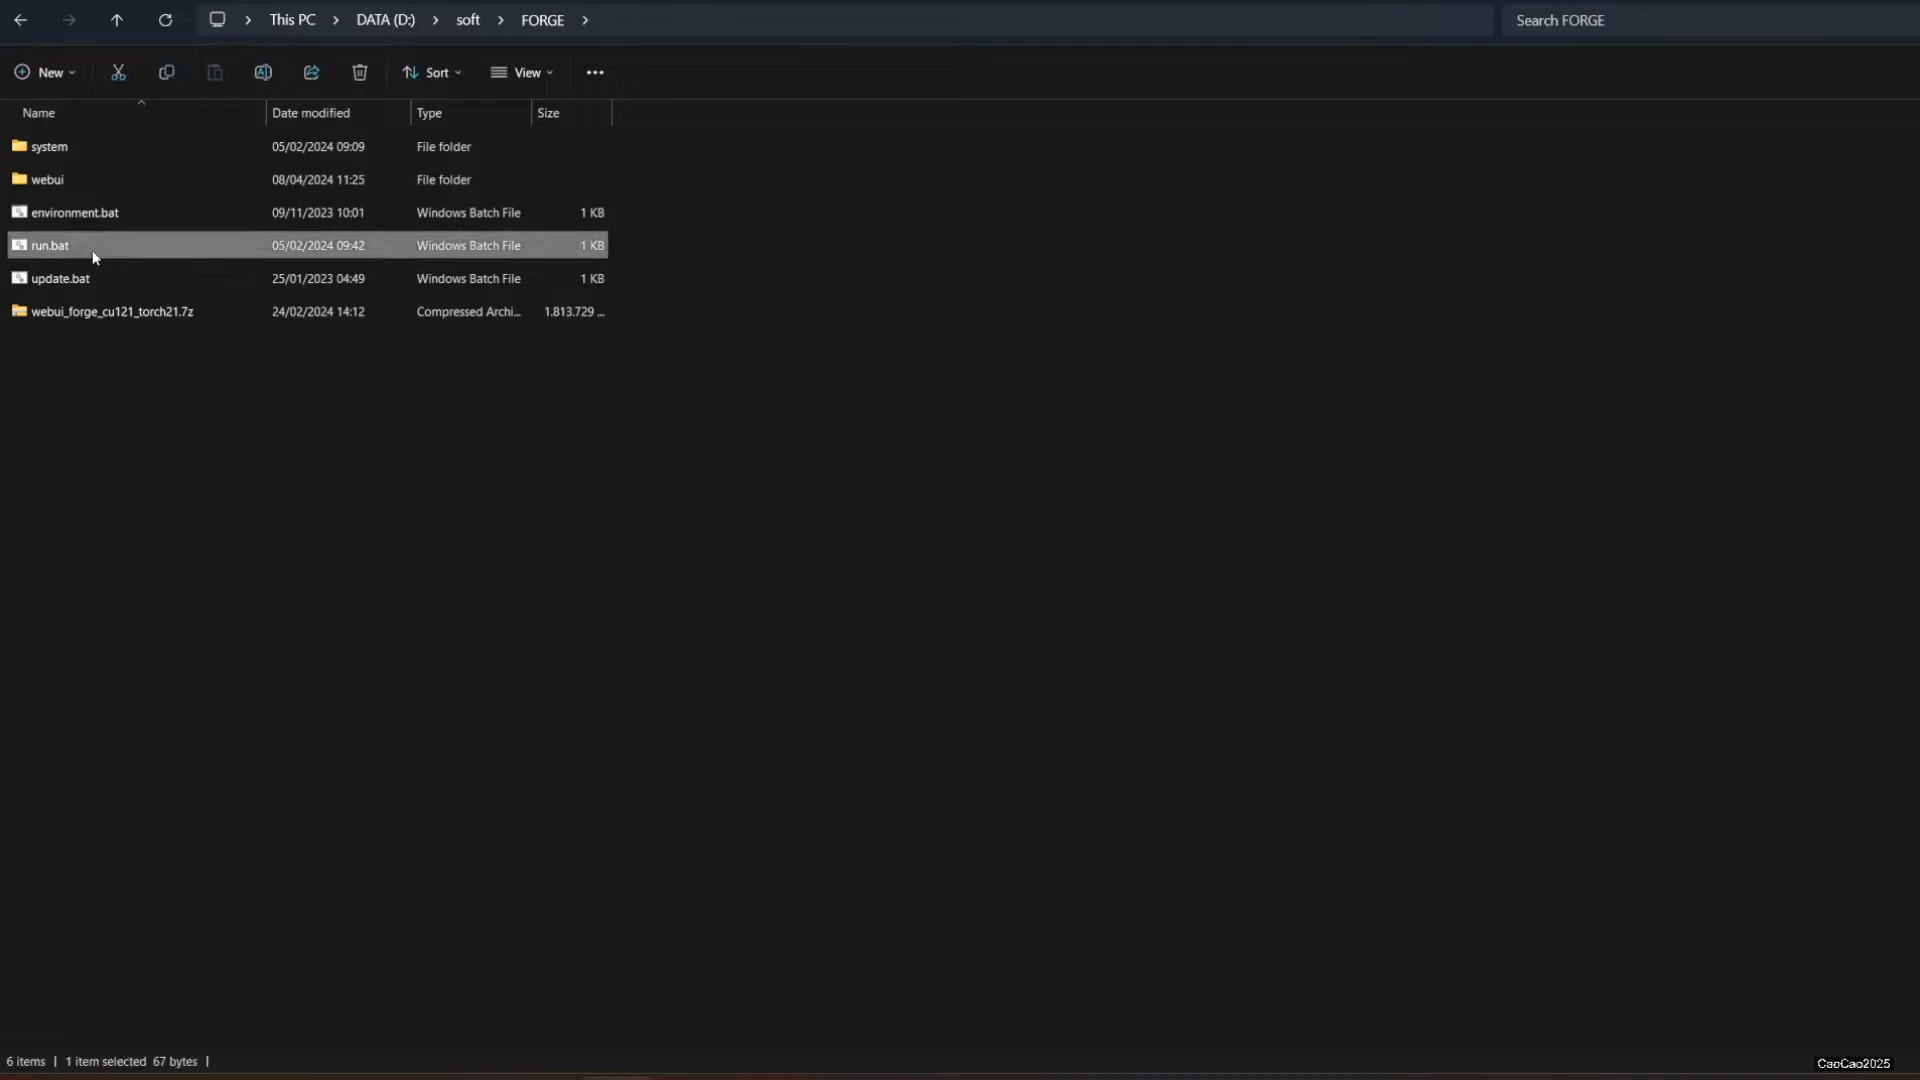 This PC > DATA (D:) > soft > FORGE >
Search FORGE
New Sort View ...
Name Date modified Type Size
system 05/02/2024 09:09 File folder
webui 08/04/2024 11:25 File folder
environment.bat 09/11/2023 10:01 Windows Batch File 1 KB
run.bat 05/02/2024 09:42 Windows Batch File 1 KB
update.bat 25/01/2023 04:49 Windows Batch File 1 KB
webui_forge_cu121_torch21.7z 24/02/2024 14:12 Compressed Archi... 1.813.729 ...
6 items | 1 item selected 67 bytes |
CaoCao2025